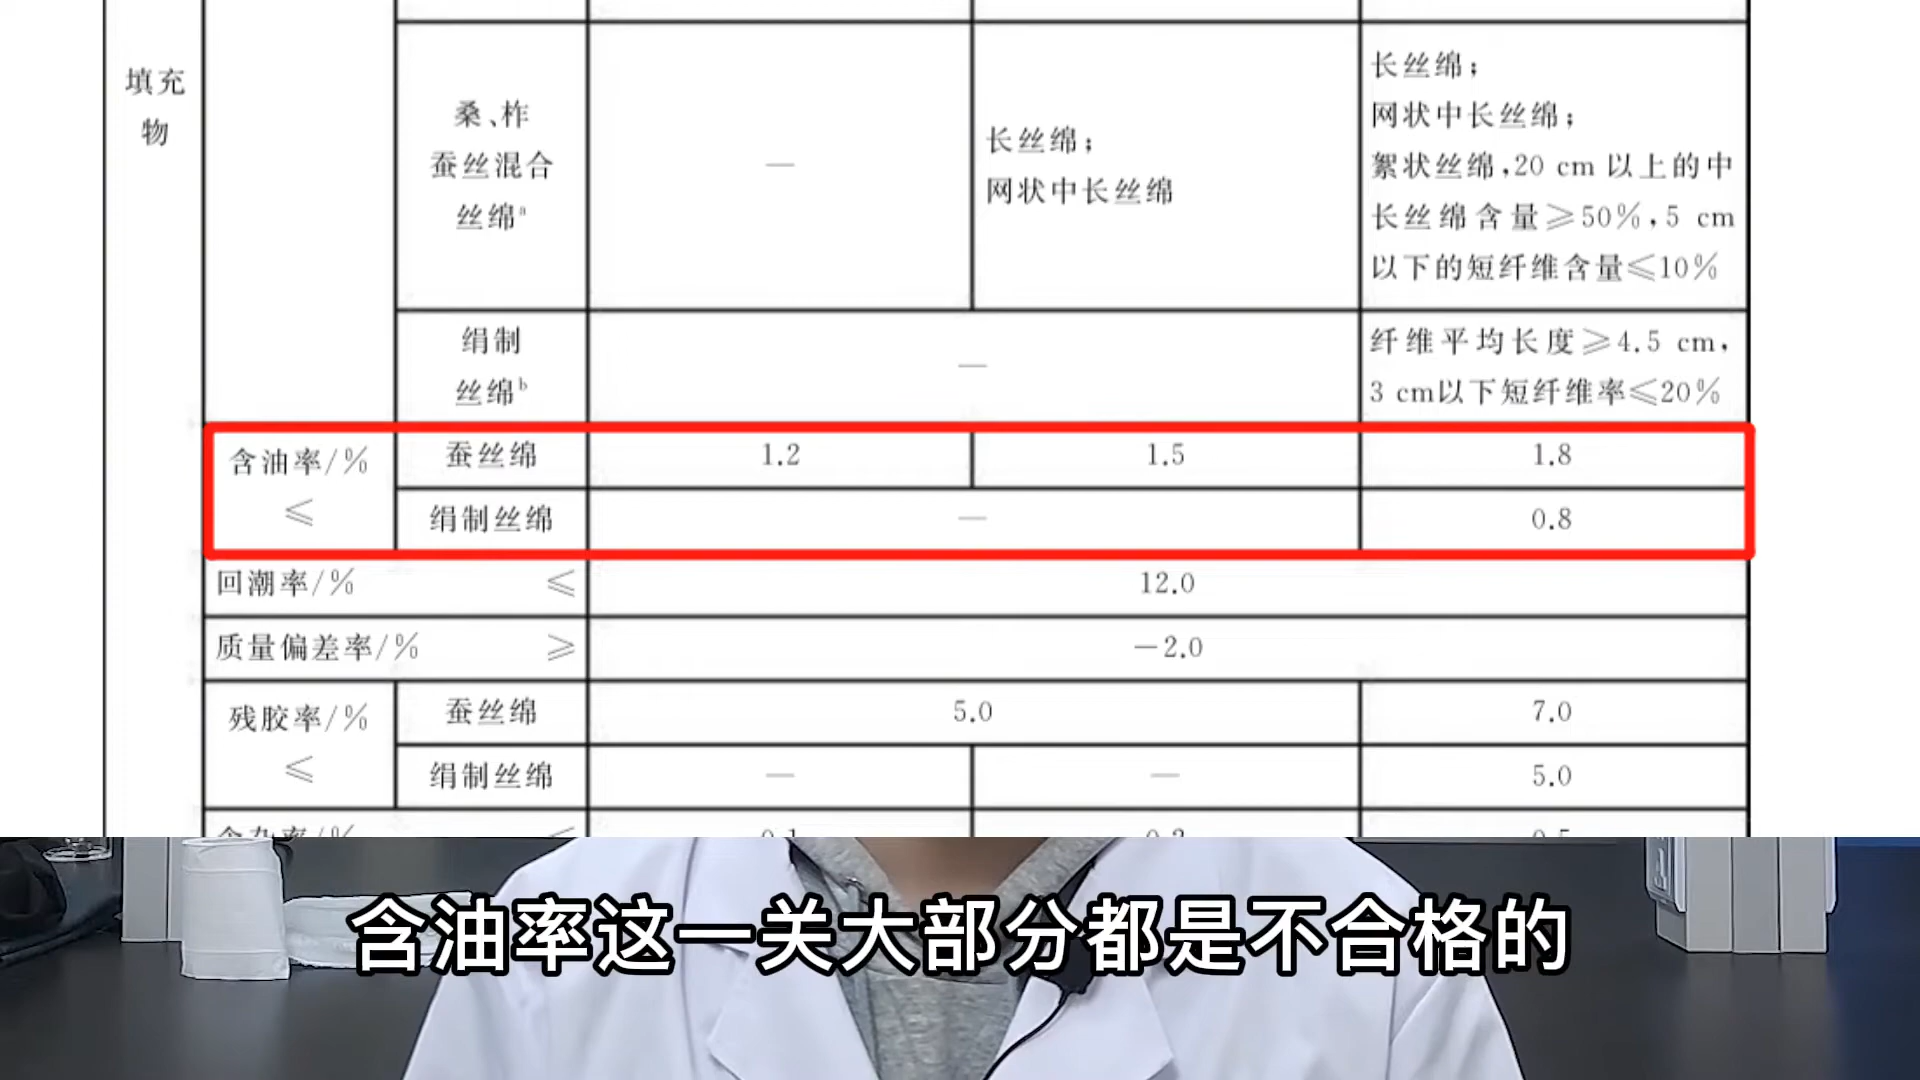 填充
物
桑、柞
蚕丝混合
丝绵a
—
长丝绵；
网状中长丝绵
长丝绵；
网状中长丝绵；
絮状丝绵，20 cm 以上的中
长丝绵含量≥50%，5 cm
以下的短纤维含量≤10%
绢制
丝绵b
—
纤维平均长度≥4.5 cm，
3 cm以下短纤维率≤20%
含油率/%
≤
蚕丝绵
1.2
1.5
1.8
绢制丝绵
—
0.8
回潮率/%
≤
12.0
质量偏差率/%
≥
－2.0
残胶率/%
≤
蚕丝绵
5.0
7.0
绢制丝绵
—
—
5.0
含油率这一关大部分都是不合格的